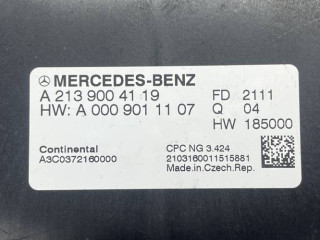 MERCEDES-BENZ
A 213 900 41 19 FD 2111
HW: A 000 901 11 07 Q 04
HW 185000
Continental CPC NG 3.424
A3C0372160000 2103160011515881
Made.in.Czech.Rep.